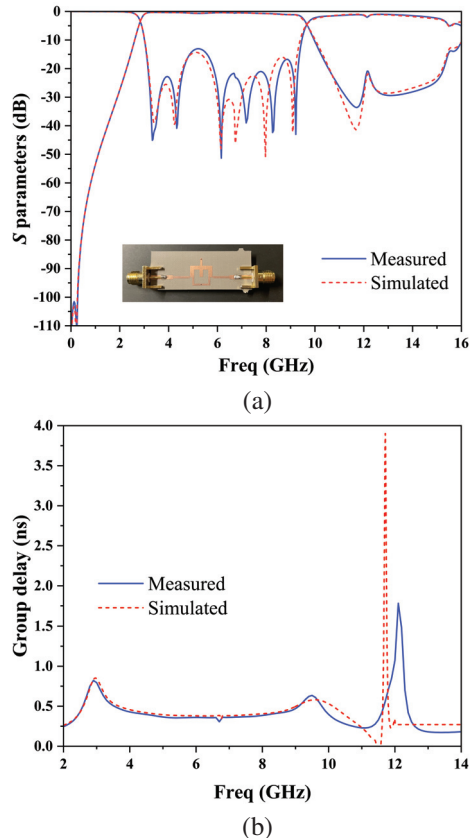 0
-10
-20
-30
-40
-50
-60
-70
-80
-90
-100
-110
S parameters (dB)
Measured
Simulated
0 2 4 6 8 10 12 14 16
Freq (GHz)
(a)
4.0
3.5
3.0
2.5
2.0
1.5
1.0
0.5
0.0
Group delay (ns)
Measured
Simulated
2 4 6 8 10 12 14
Freq (GHz)
(b)